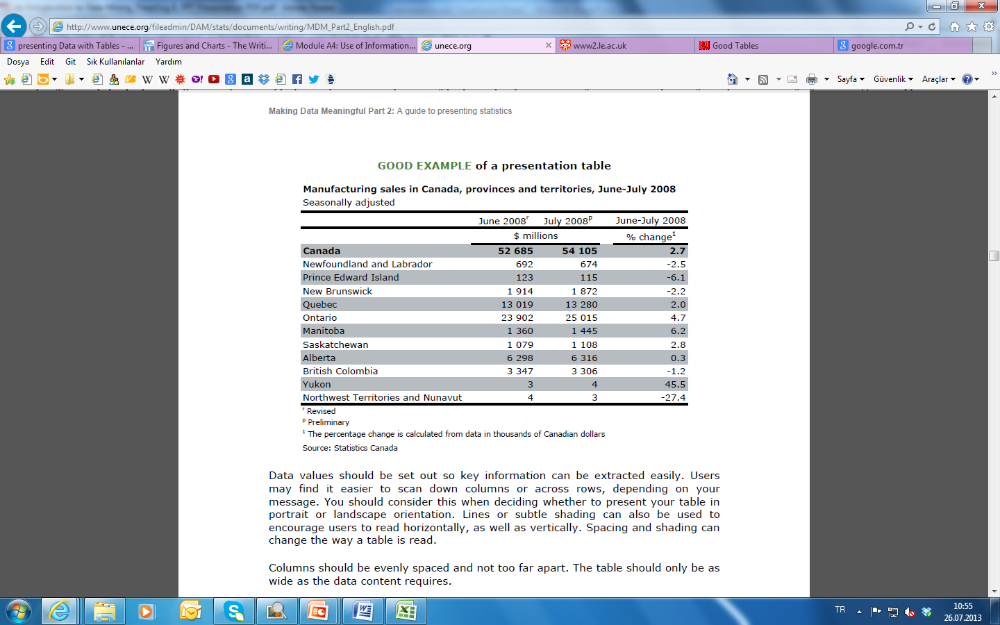 http://www.unece.org/fileadmin/DAM/stats/documents/writing/MDM_Part2_English.pdf
presenting Data with Tables - ... Figures and Charts - The Writi... Module A4: Use of Information... unece.org www2.le.ac.uk Good Tables google.com.tr
Dosya Edit Git Sık Kullanılanlar Yardım
Sayfa Güvenlik Araçlar
Making Data Meaningful Part 2: A guide to presenting statistics
GOOD EXAMPLE of a presentation table
Manufacturing sales in Canada, provinces and territories, June-July 2008
Seasonally adjusted
June 2008r July 2008p June-July 2008
$ millions % change1
Canada 52 685 54 105 2.7
Newfoundland and Labrador 692 674 -2.5
Prince Edward Island 123 115 -6.1
New Brunswick 1 914 1 872 -2.2
Quebec 13 019 13 280 2.0
Ontario 23 902 25 015 4.7
Manitoba 1 360 1 445 6.2
Saskatchewan 1 079 1 108 2.8
Alberta 6 298 6 316 0.3
British Colombia 3 347 3 306 -1.2
Yukon 3 4 45.5
Northwest Territories and Nunavut 4 3 -27.4
r Revised
p Preliminary
1 The percentage change is calculated from data in thousands of Canadian dollars
Source: Statistics Canada
Data values should be set out so key information can be extracted easily. Users
may find it easier to scan down columns or across rows, depending on your
message. You should consider this when deciding whether to present your table in
portrait or landscape orientation. Lines or subtle shading can also be used to
encourage users to read horizontally, as well as vertically. Spacing and shading can
change the way a table is read.
Columns should be evenly spaced and not too far apart. The table should only be as
wide as the data content requires.
TR 10:55
26.07.2013